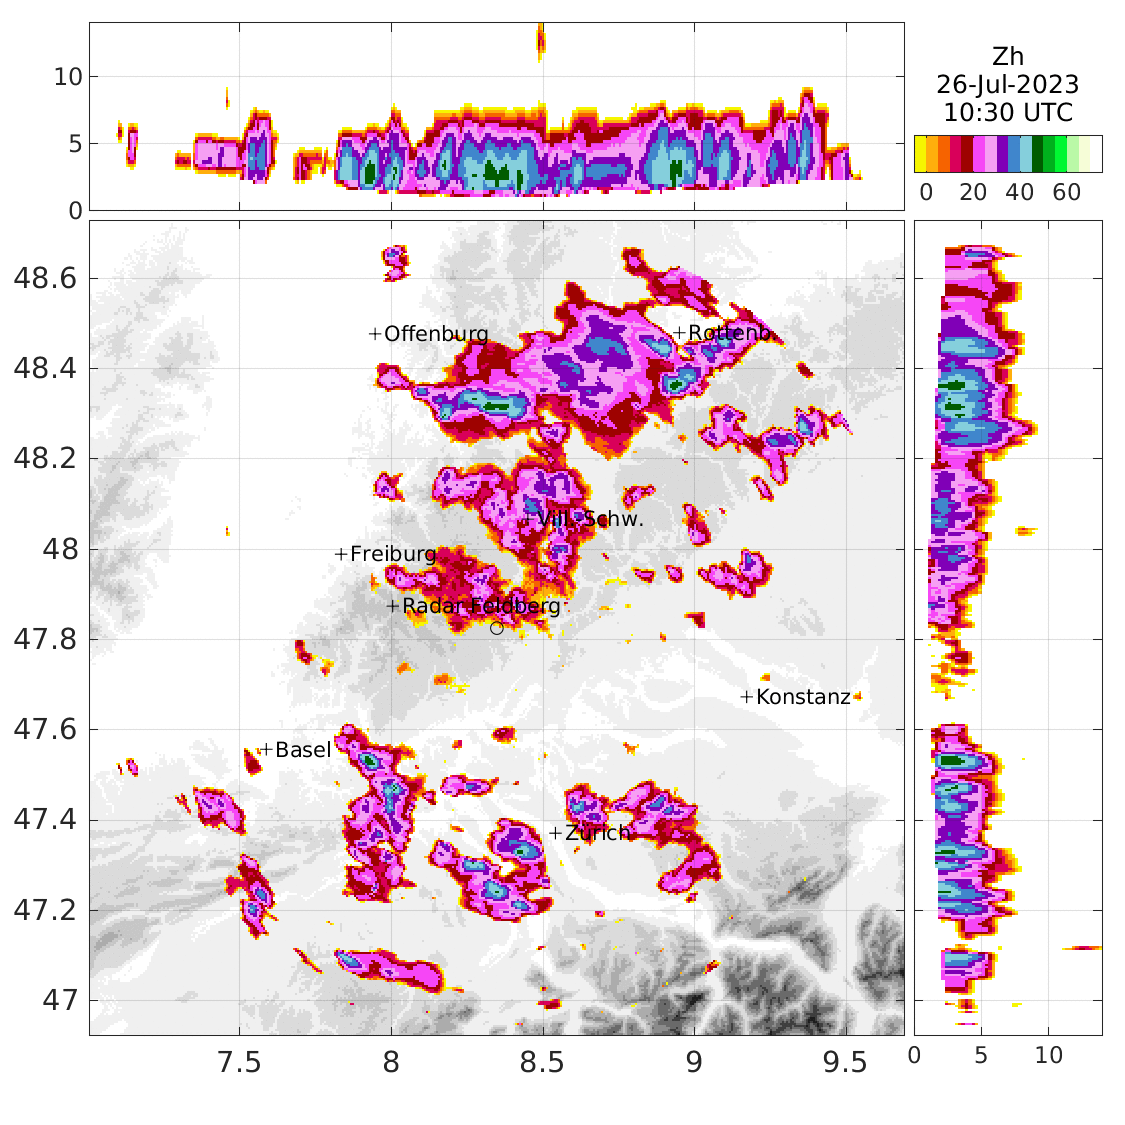 10
5
0
Zh
26-Jul-2023
10:30 UTC
0 20 40 60
48.6
48.4
48.2
48
47.8
47.6
47.4
47.2
47
+Offenburg
+Rottenb.
+Vill.-Schw.
+Freiburg
+Radar Feldberg
+Konstanz
+Basel
+Zürich
7.5 8 8.5 9 9.5
0 5 10